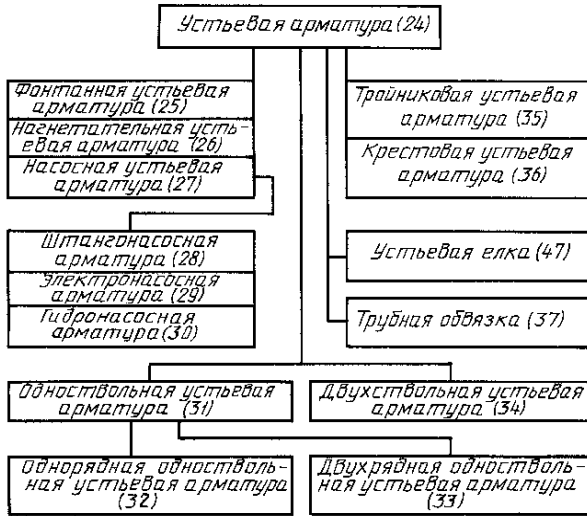 Устьевая арматура (24)
Фонтанная устьевая
арматура (25)
Нагнетательная усть-
евая арматура (26)
Насосная устьевая
арматура (27)
Тройниковая устьевая
арматура (35)
Крестовая устьевая
арматура (36)
Штангонасосная
арматура (28)
Электронасосная
арматура (29)
Гидронасосная
арматура (30)
Устьевая елка (47)
Трубная обвязка (37)
Одноствольная устьевая
арматура (31)
Двухствольная устьевая
арматура (34)
Однорядная одностволь-
ная устьевая арматура
(32)
Двухрядная одностволь-
ная устьевая арматура
(33)